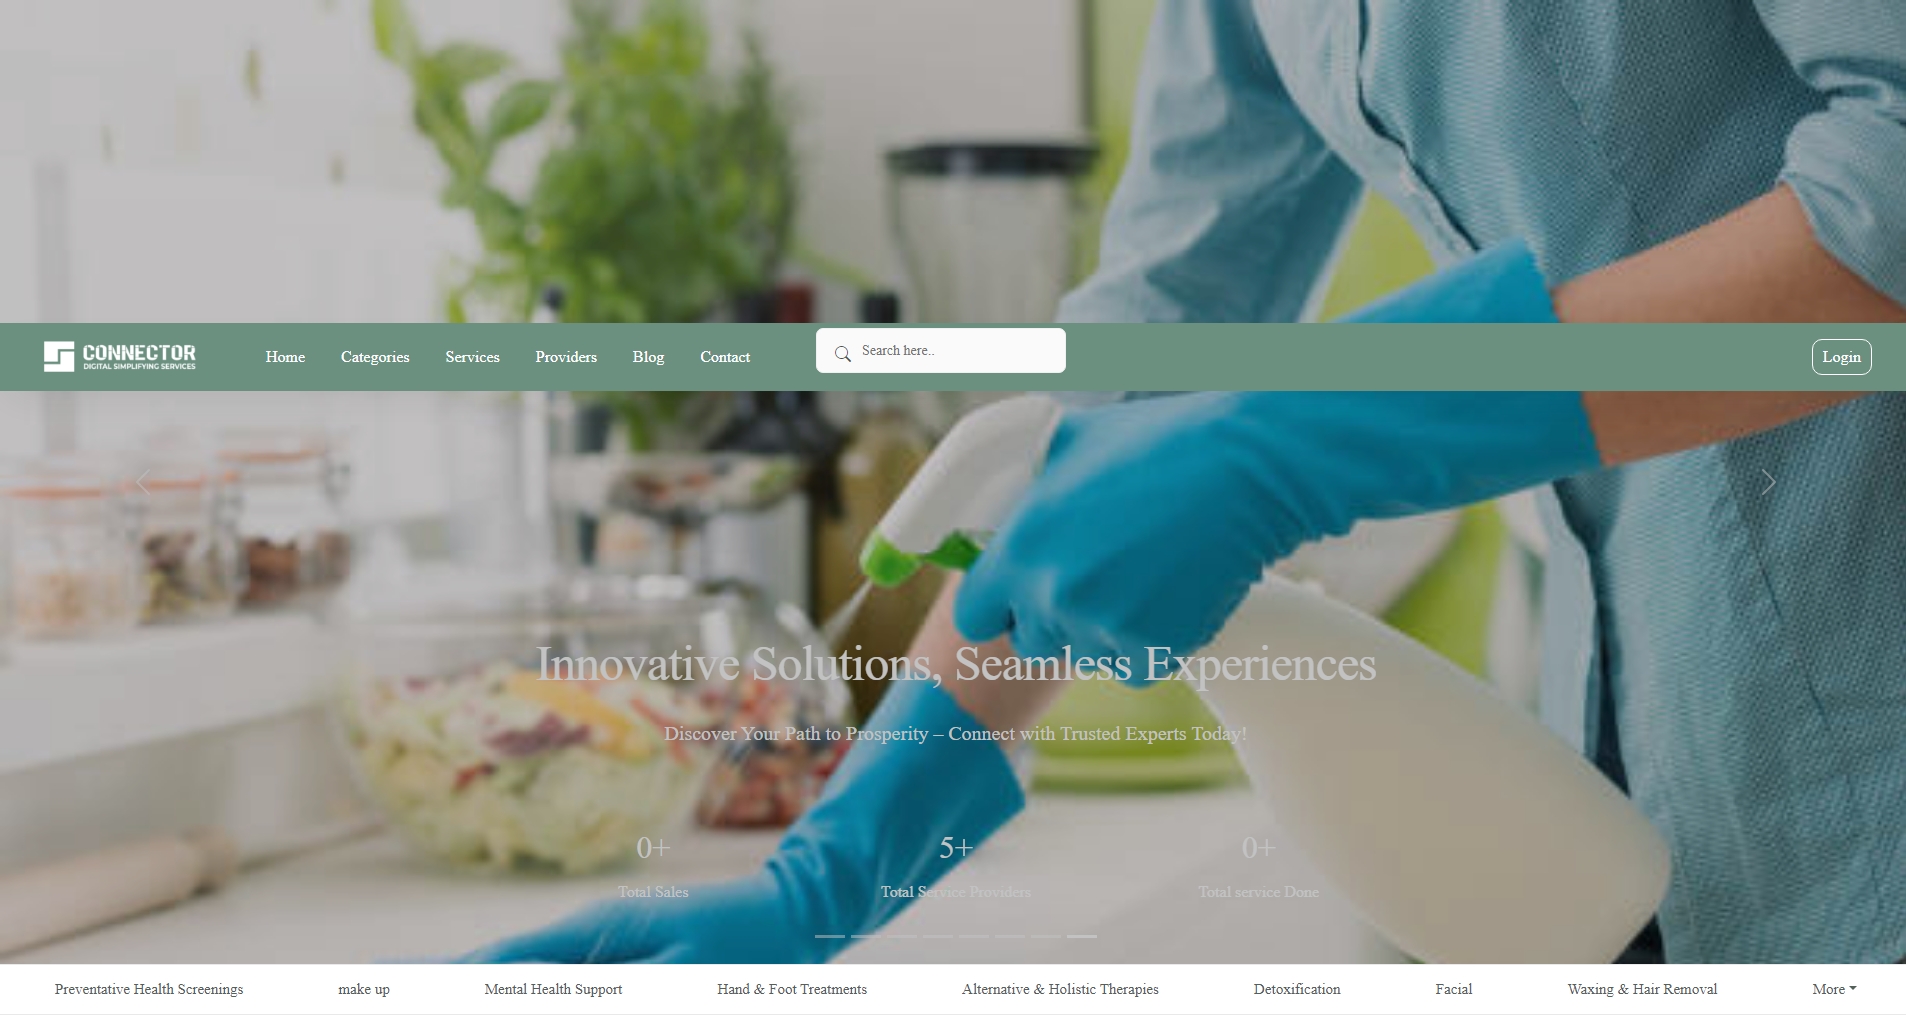 CONNECTOR
DIGITAL SIMPLIFYING SERVICES
Home Categories Services Providers Blog Contact
Search here..
Login
Innovative Solutions, Seamless Experiences
Discover Your Path to Prosperity – Connect with Trusted Experts Today!
0+ 5+ 0+
Total Sales Total Service Providers Total service Done
Preventative Health Screenings make up Mental Health Support Hand & Foot Treatments Alternative & Holistic Therapies Detoxification Facial Waxing & Hair Removal More